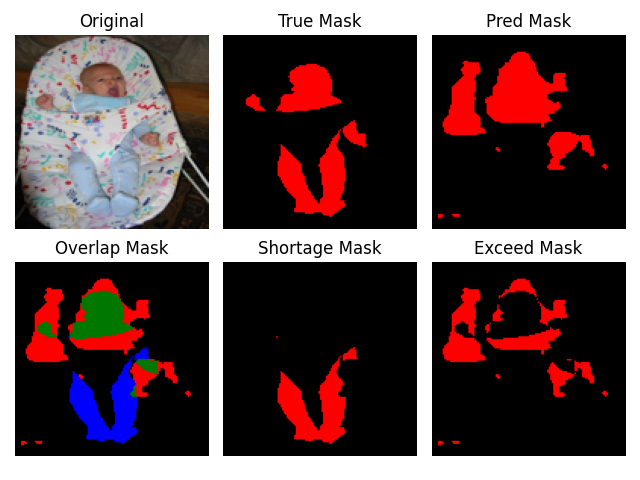 Original
True Mask
Pred Mask
Overlap Mask
Shortage Mask
Exceed Mask